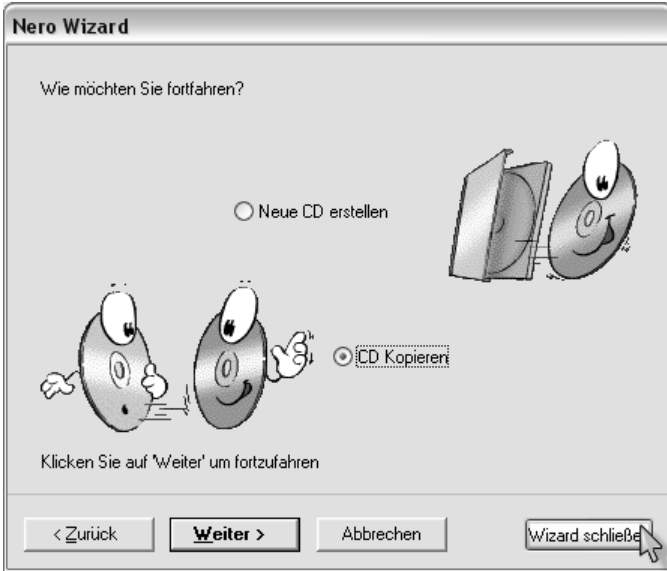 Nero Wizard
Wie möchten Sie fortfahren?
Neue CD erstellen
CD Kopieren
Klicken Sie auf 'Weiter' um fortzufahren
< Zurück
Weiter >
Abbrechen
Wizard schließe